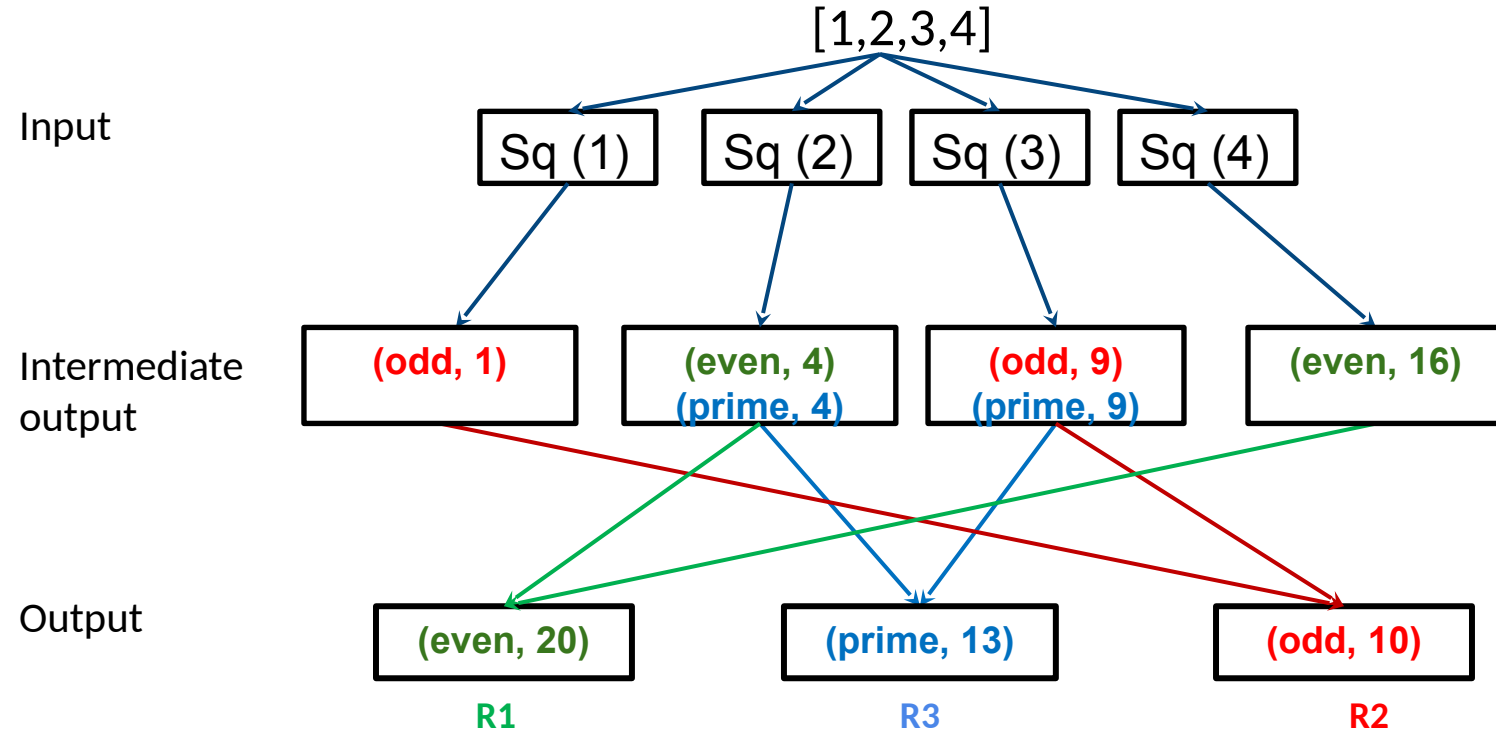 [1,2,3,4]
Input
Sq (1)
Sq (2)
Sq (3)
Sq (4)
Intermediate
output
(odd, 1)
(even, 4)
(prime, 4)
(odd, 9)
(prime, 9)
(even, 16)
Output
(even, 20)
(prime, 13)
(odd, 10)
R1
R3
R2